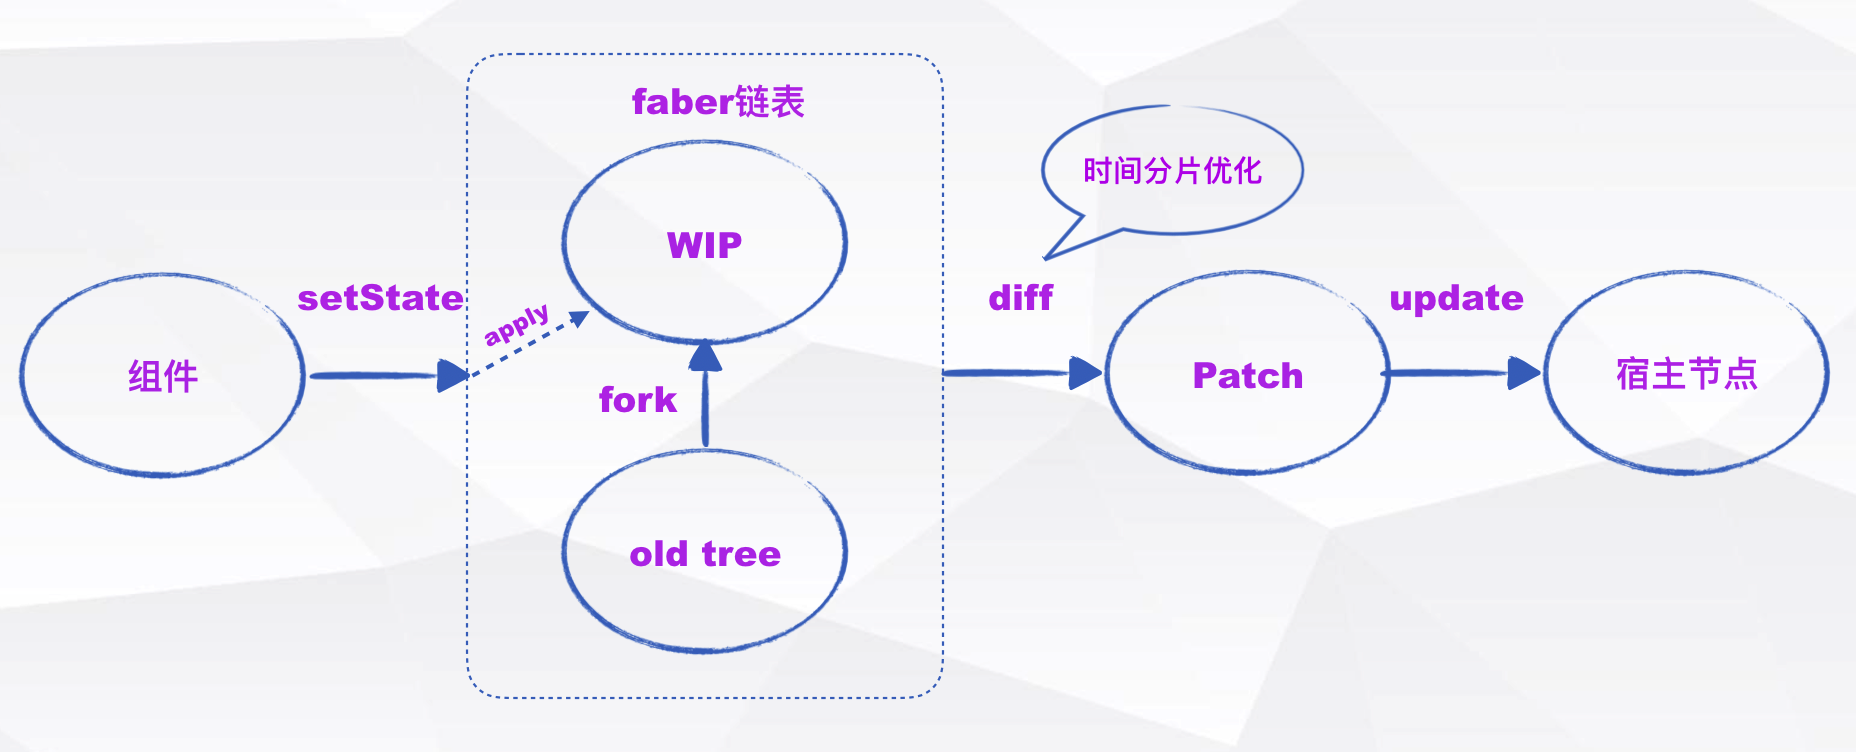 faber链表
时间分片优化
WIP
setState
apply
diff
update
组件
fork
Patch
宿主节点
old tree